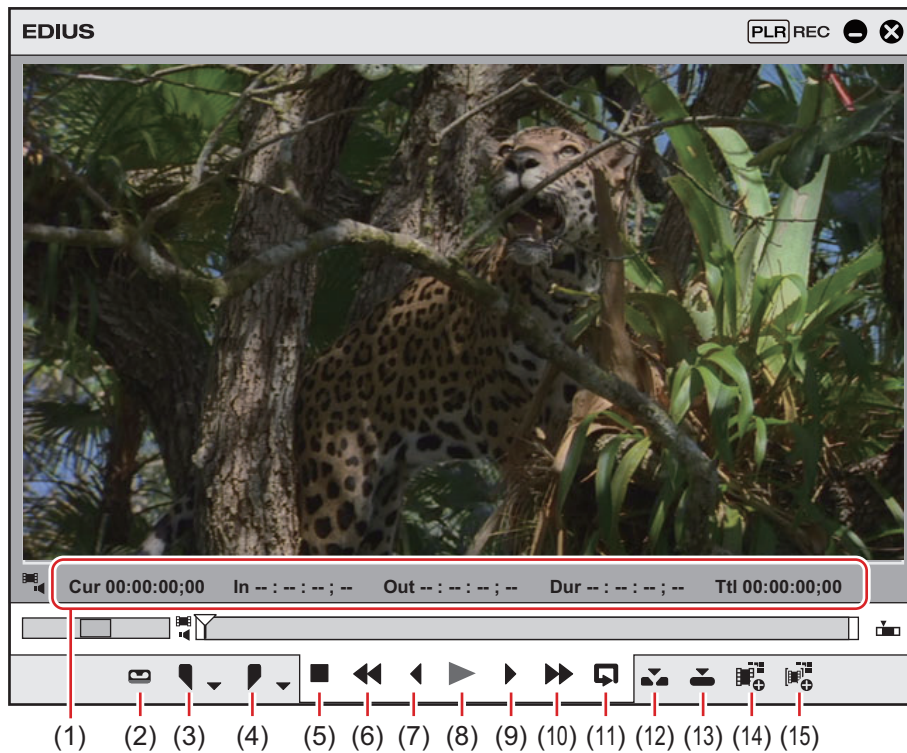 EDIUS PLR REC
Cur 00:00:00;00 In -- : -- : -- ; -- Out -- : -- : -- ; -- Dur -- : -- : -- ; -- Ttl 00:00:00;00
(1) (2) (3) (4) (5) (6) (7) (8) (9) (10) (11) (12) (13) (14) (15)